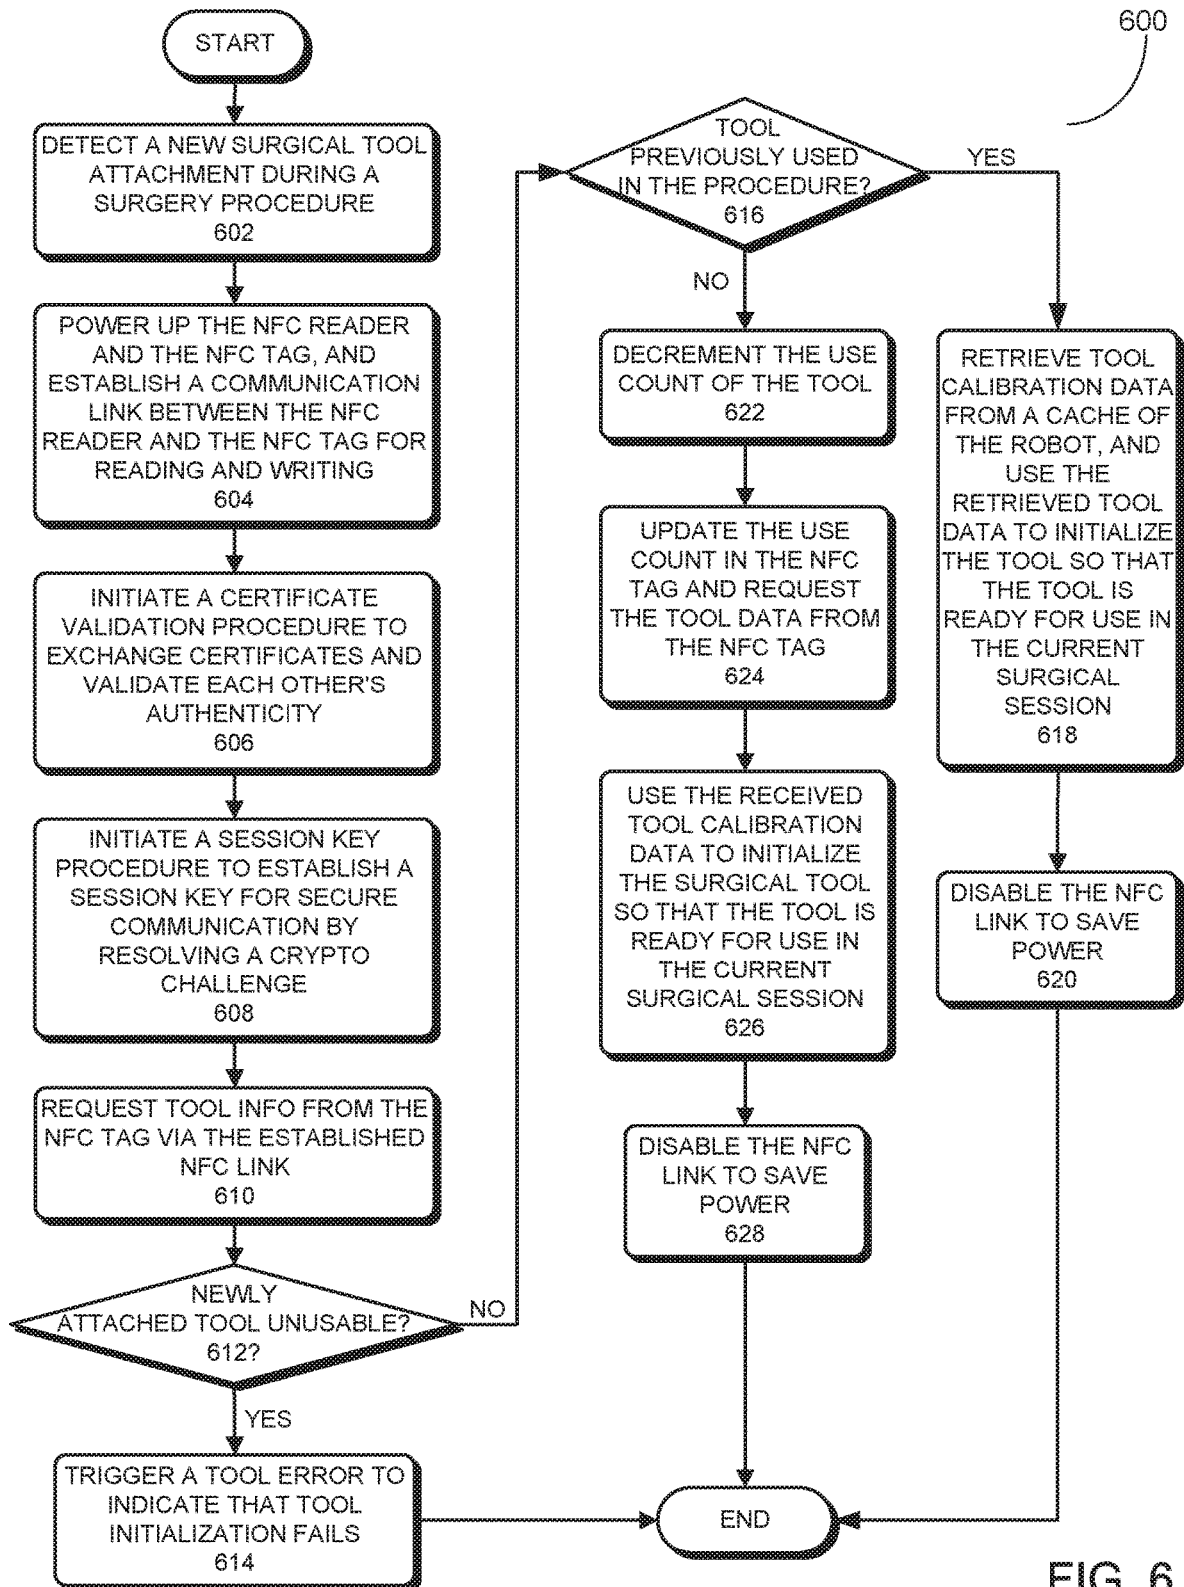 600
START
DETECT A NEW SURGICAL TOOL
ATTACHMENT DURING A
SURGERY PROCEDURE
602
POWER UP THE NFC READER
AND THE NFC TAG, AND
ESTABLISH A COMMUNICATION
LINK BETWEEN THE NFC
READER AND THE NFC TAG FOR
READING AND WRITING
604
INITIATE A CERTIFICATE
VALIDATION PROCEDURE TO
EXCHANGE CERTIFICATES AND
VALIDATE EACH OTHER'S
AUTHENTICITY
606
INITIATE A SESSION KEY
PROCEDURE TO ESTABLISH A
SESSION KEY FOR SECURE
COMMUNICATION BY
RESOLVING A CRYPTO
CHALLENGE
608
REQUEST TOOL INFO FROM THE
NFC TAG VIA THE ESTABLISHED
NFC LINK
610
NEWLY
ATTACHED TOOL UNUSABLE?
612?
NO
YES
TRIGGER A TOOL ERROR TO
INDICATE THAT TOOL
INITIALIZATION FAILS
614
TOOL
PREVIOUSLY USED
IN THE PROCEDURE?
616
YES
NO
DECREMENT THE USE
COUNT OF THE TOOL
622
UPDATE THE USE
COUNT IN THE NFC
TAG AND REQUEST
THE TOOL DATA FROM
THE NFC TAG
624
USE THE RECEIVED
TOOL CALIBRATION
DATA TO INITIALIZE
THE SURGICAL TOOL
SO THAT THE TOOL IS
READY FOR USE IN
THE CURRENT
SURGICAL SESSION
626
DISABLE THE NFC
LINK TO SAVE
POWER
628
RETRIEVE TOOL
CALIBRATION DATA
FROM A CACHE OF
THE ROBOT, AND
USE THE
RETRIEVED TOOL
DATA TO INITIALIZE
THE TOOL SO THAT
THE TOOL IS
READY FOR USE IN
THE CURRENT
SURGICAL
SESSION
618
DISABLE THE NFC
LINK TO SAVE
POWER
620
END
FIG. 6